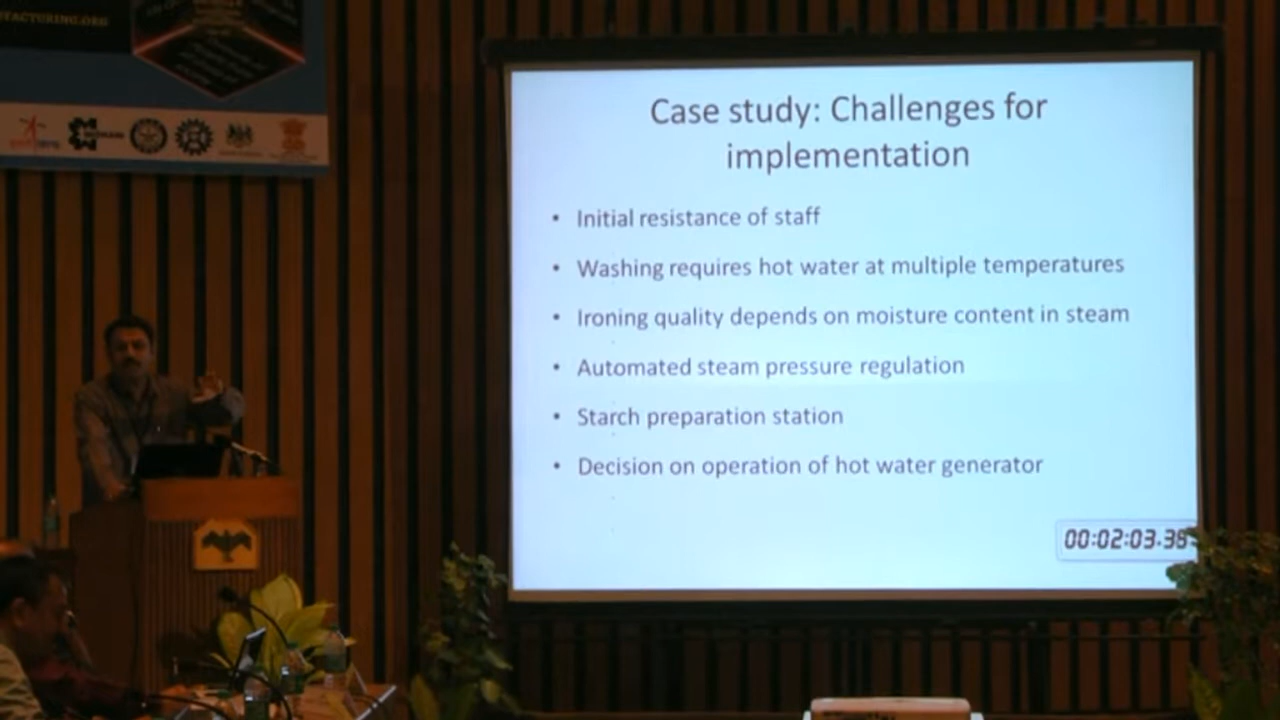 FACTURING.ORG
Case study: Challenges for
implementation
• Initial resistance of staff
• Washing requires hot water at multiple temperatures
• Ironing quality depends on moisture content in steam
• Automated steam pressure regulation
• Starch preparation station
• Decision on operation of hot water generator
00:02:03.38